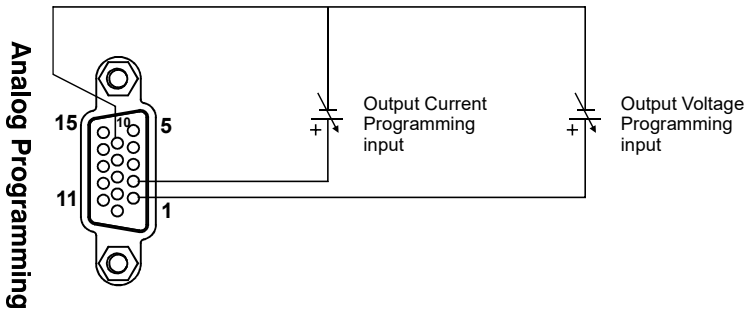 Analog Programming
15
10
5
11
1
+
Output Current
Programming
input
+
Output Voltage
Programming
input